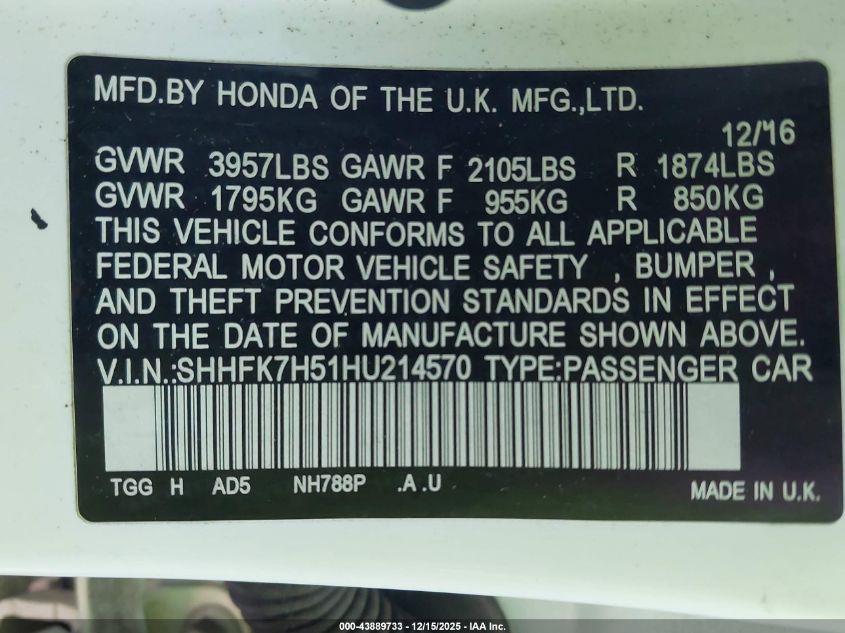 MFD.BY HONDA OF THE U.K. MFG.,LTD.
12/16
GVWR 3957LBS GAWR F 2105LBS R 1874LBS
GVWR 1795KG GAWR F 955KG R 850KG
THIS VEHICLE CONFORMS TO ALL APPLICABLE
FEDERAL MOTOR VEHICLE SAFETY , BUMPER ,
AND THEFT PREVENTION STANDARDS IN EFFECT
ON THE DATE OF MANUFACTURE SHOWN ABOVE.
V.I.N.:SHHFK7H51HU214570 TYPE:PASSENGER CAR
TGG H AD5 NH788P .A .U
MADE IN U.K.
000-43889733 - 12/15/2025 - IAA Inc.